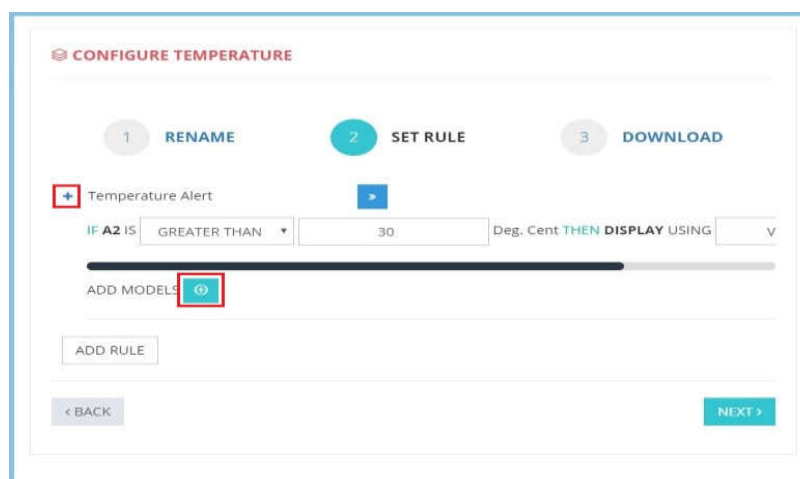 CONFIGURE TEMPERATURE
1 RENAME 2 SET RULE 3 DOWNLOAD
+ Temperature Alert »
IF A2 IS GREATER THAN ▼ 30 Deg. Cent THEN DISPLAY USING V
ADD MODELS
ADD RULE
‹ BACK NEXT ›